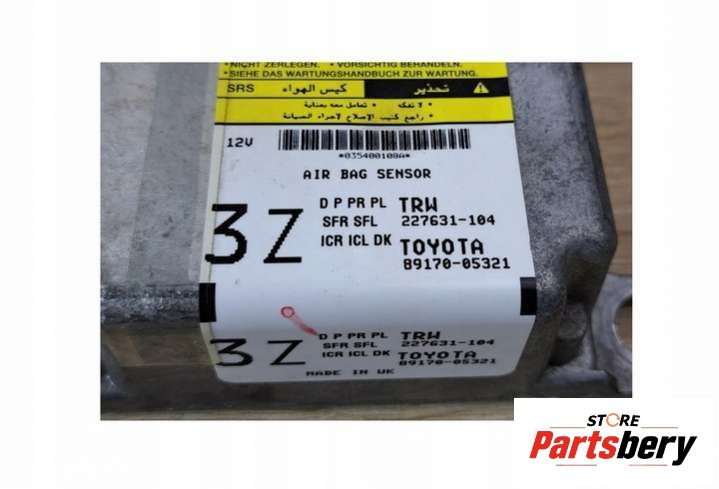 •NICHT ZERLEGEN. •VORSICHTIG BEHANDELN.
•SIEHE DAS WARTUNGSHANDBUCH ZUR WARTUNG.
SRS كيس الهواء تحذير
• لا تفكه • تعامل معه بعناية
• راجع كتيب الإصلاح لإجراء الصيانة
12V
*035400108A*
AIR BAG SENSOR
3Z D P PR PL TRW
SFR SFL 227631-104
ICR ICL DK TOYOTA
89170-05321
3Z D P PR PL TRW
SFR SFL 227631-104
ICR ICL DK TOYOTA
89170-05321
MADE IN UK
STORE
Partsbery